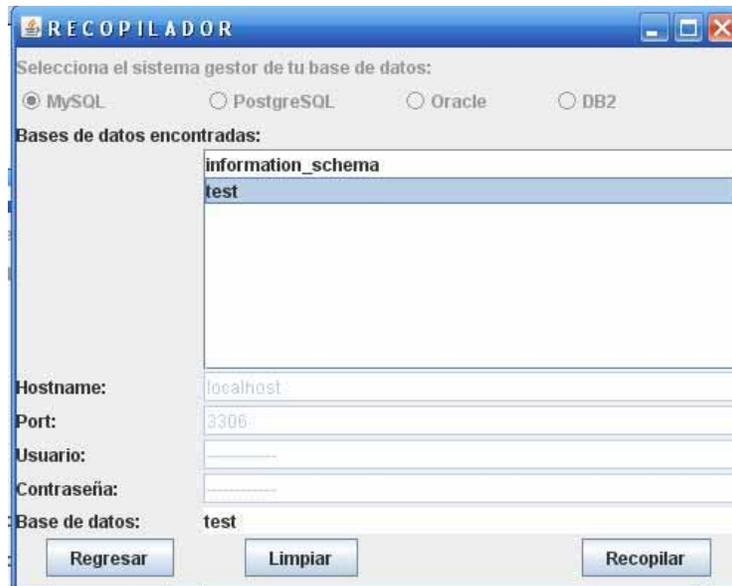 RECOPILADOR
Selecciona el sistema gestor de tu base de datos:
MySQL PostgreSQL Oracle DB2
Bases de datos encontradas:
information_schema
test
Hostname: localhost
Port: 3306
Usuario: ------------
Contraseña: ------------
Base de datos: test
Regresar Limpiar Recopilar